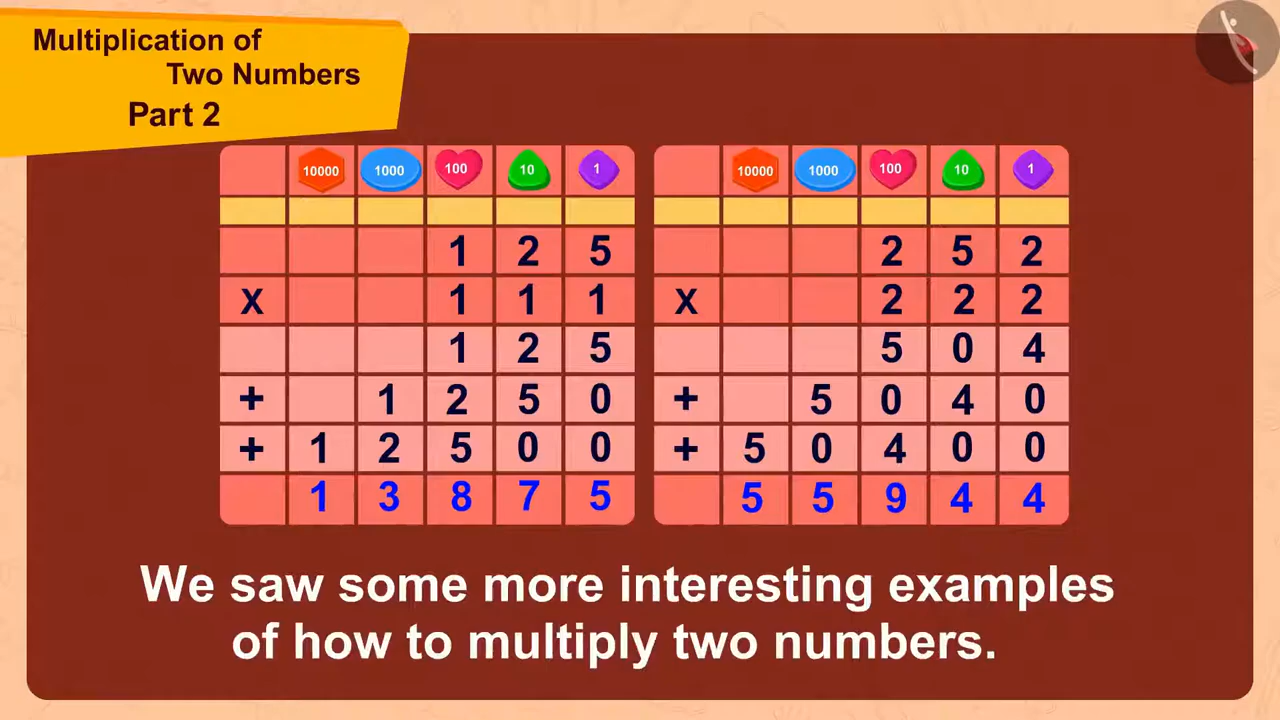 Multiplication of
Two Numbers
Part 2
10000 1000 100 10 1
1 2 5
X 1 1 1
1 2 5
+ 1 2 5 0
+ 1 2 5 0 0
1 3 8 7 5
10000 1000 100 10 1
2 5 2
X 2 2 2
5 0 4
+ 5 0 4 0
+ 5 0 4 0 0
5 5 9 4 4
We saw some more interesting examples
of how to multiply two numbers.